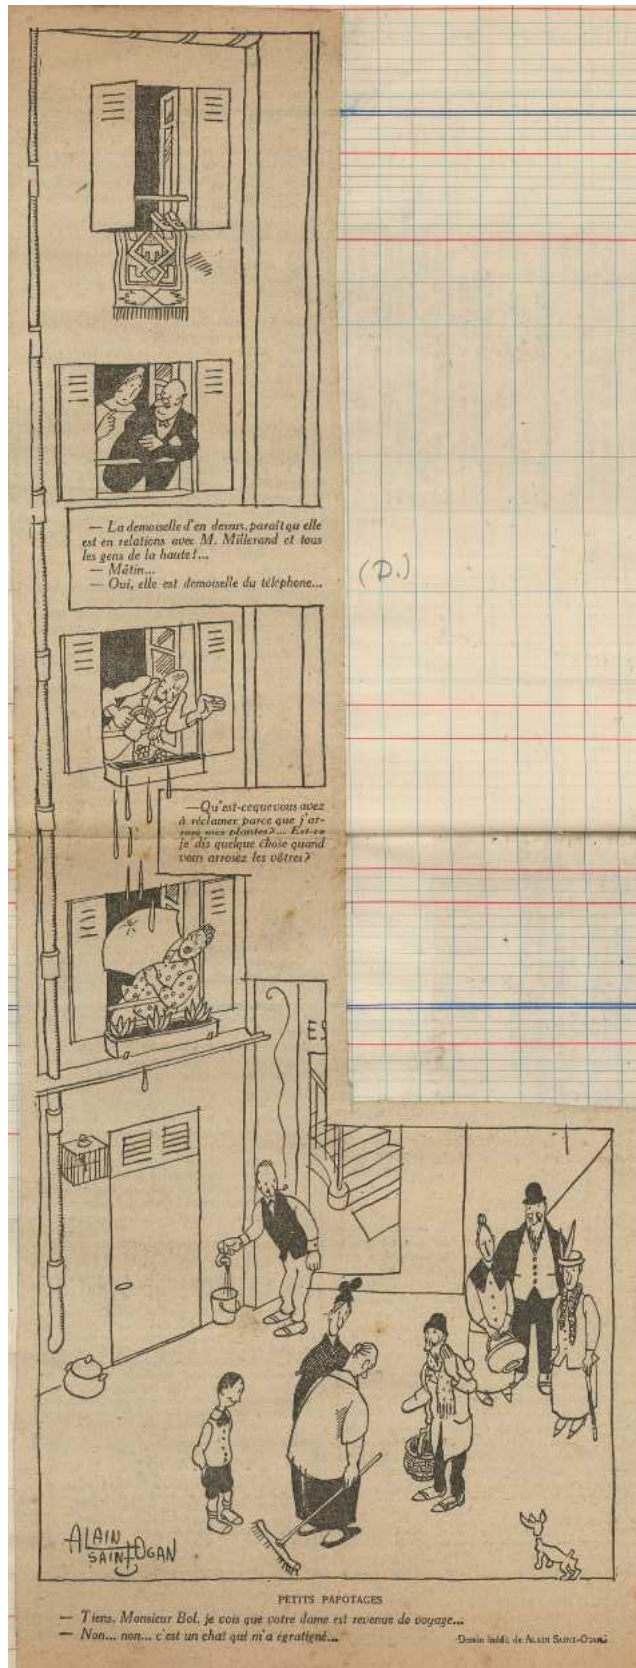 — La demoiselle d'en dessus, paraît qu'elle
est en relations avec M. Millerand et tous
les gens de la haute !...
— Mâtin...
— Oui, elle est demoiselle du téléphone...
(D.)
— Qu'est-ce que vous avez
à réclamer parce que j'ar-
rose mes plantes ?... Est-ce
je dis quelque chose quand
vous arrosez les vôtres ?
ES
ALAIN
SAINT-OGAN
PETITS PAPOTAGES
— Tiens, Monsieur Bol, je vois que votre dame est revenue de voyage...
— Non... non... c'est un chat qui m'a égratigné...
Dessin inédit de ALAIN SAINT-OGAN